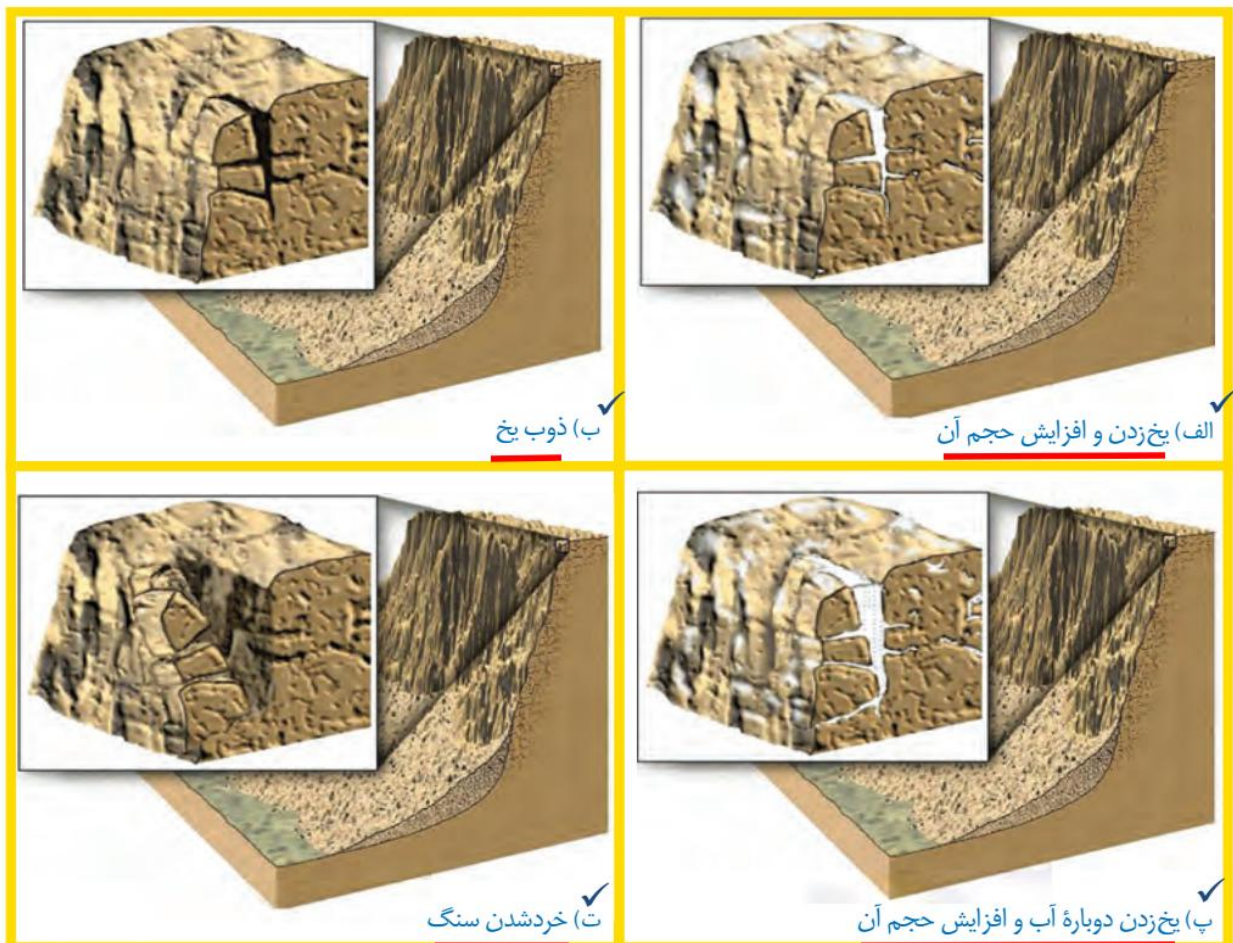 الف) یخ‌زدن و افزایش حجم آن
ب) ذوب یخ
پ) یخ‌زدن دوبارهٔ آب و افزایش حجم آن
ت) خردشدن سنگ